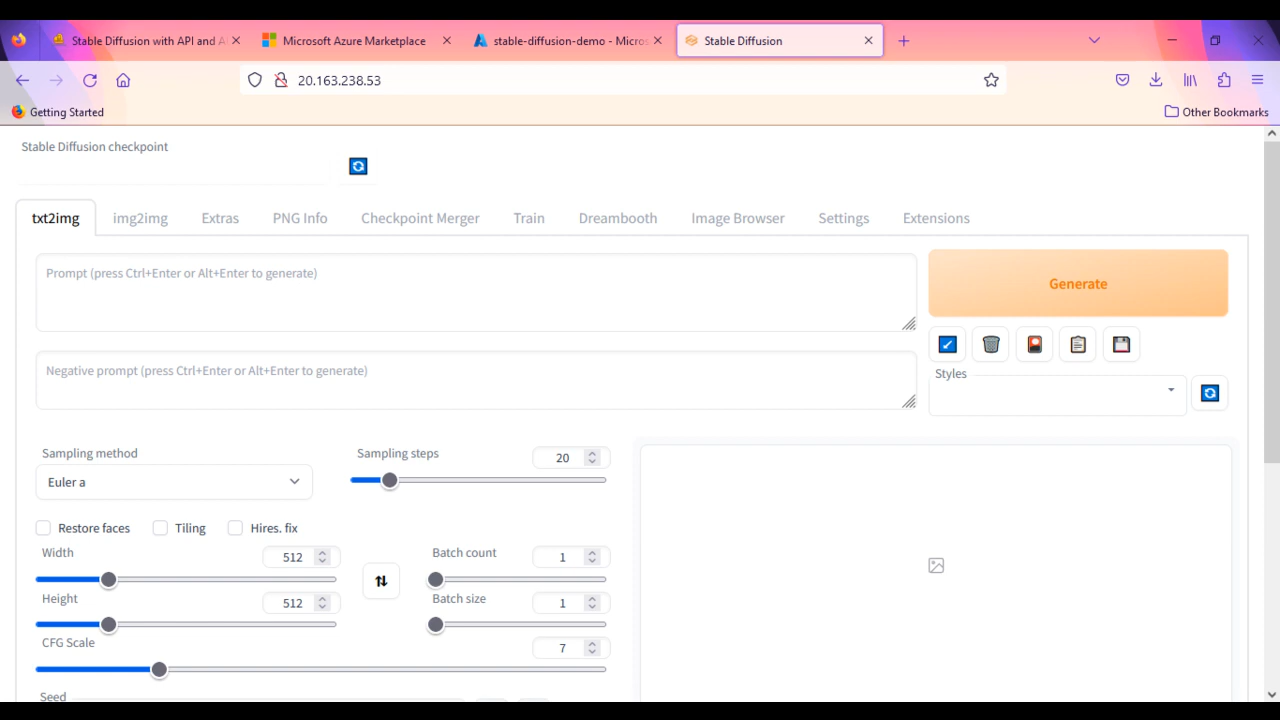 Stable Diffusion with API and A
Microsoft Azure Marketplace
stable-diffusion-demo - Micros
Stable Diffusion
20.163.238.53
Getting Started
Other Bookmarks
Stable Diffusion checkpoint
txt2img
img2img
Extras
PNG Info
Checkpoint Merger
Train
Dreambooth
Image Browser
Settings
Extensions
Prompt (press Ctrl+Enter or Alt+Enter to generate)
Generate
Negative prompt (press Ctrl+Enter or Alt+Enter to generate)
Styles
Sampling method
Euler a
Sampling steps
20
Restore faces
Tiling
Hires. fix
Width
512
Batch count
1
Height
512
Batch size
1
CFG Scale
7
Seed